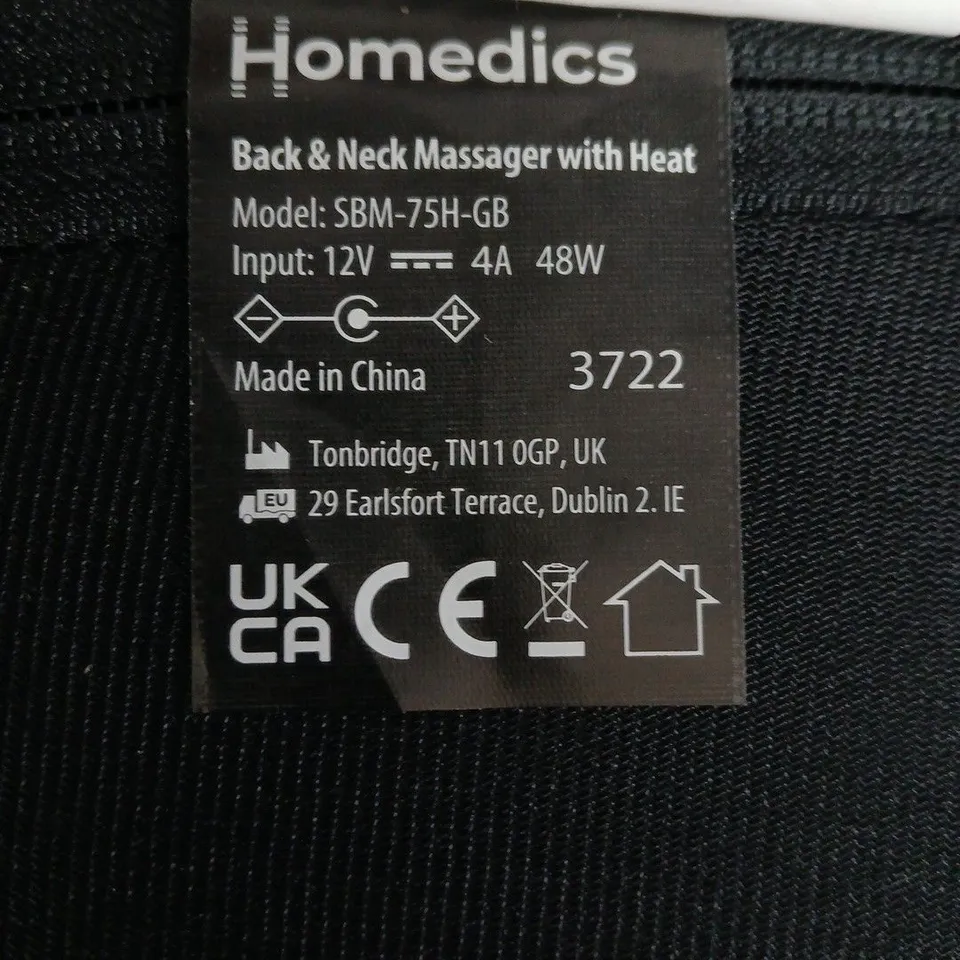 Homedics
Back & Neck Massager with Heat
Model: SBM-75H-GB
Input: 12V ⎓ 4A 48W
Made in China 3722
Tonbridge, TN11 0GP, UK
EU 29 Earlsfort Terrace, Dublin 2. IE
UK
CA CE